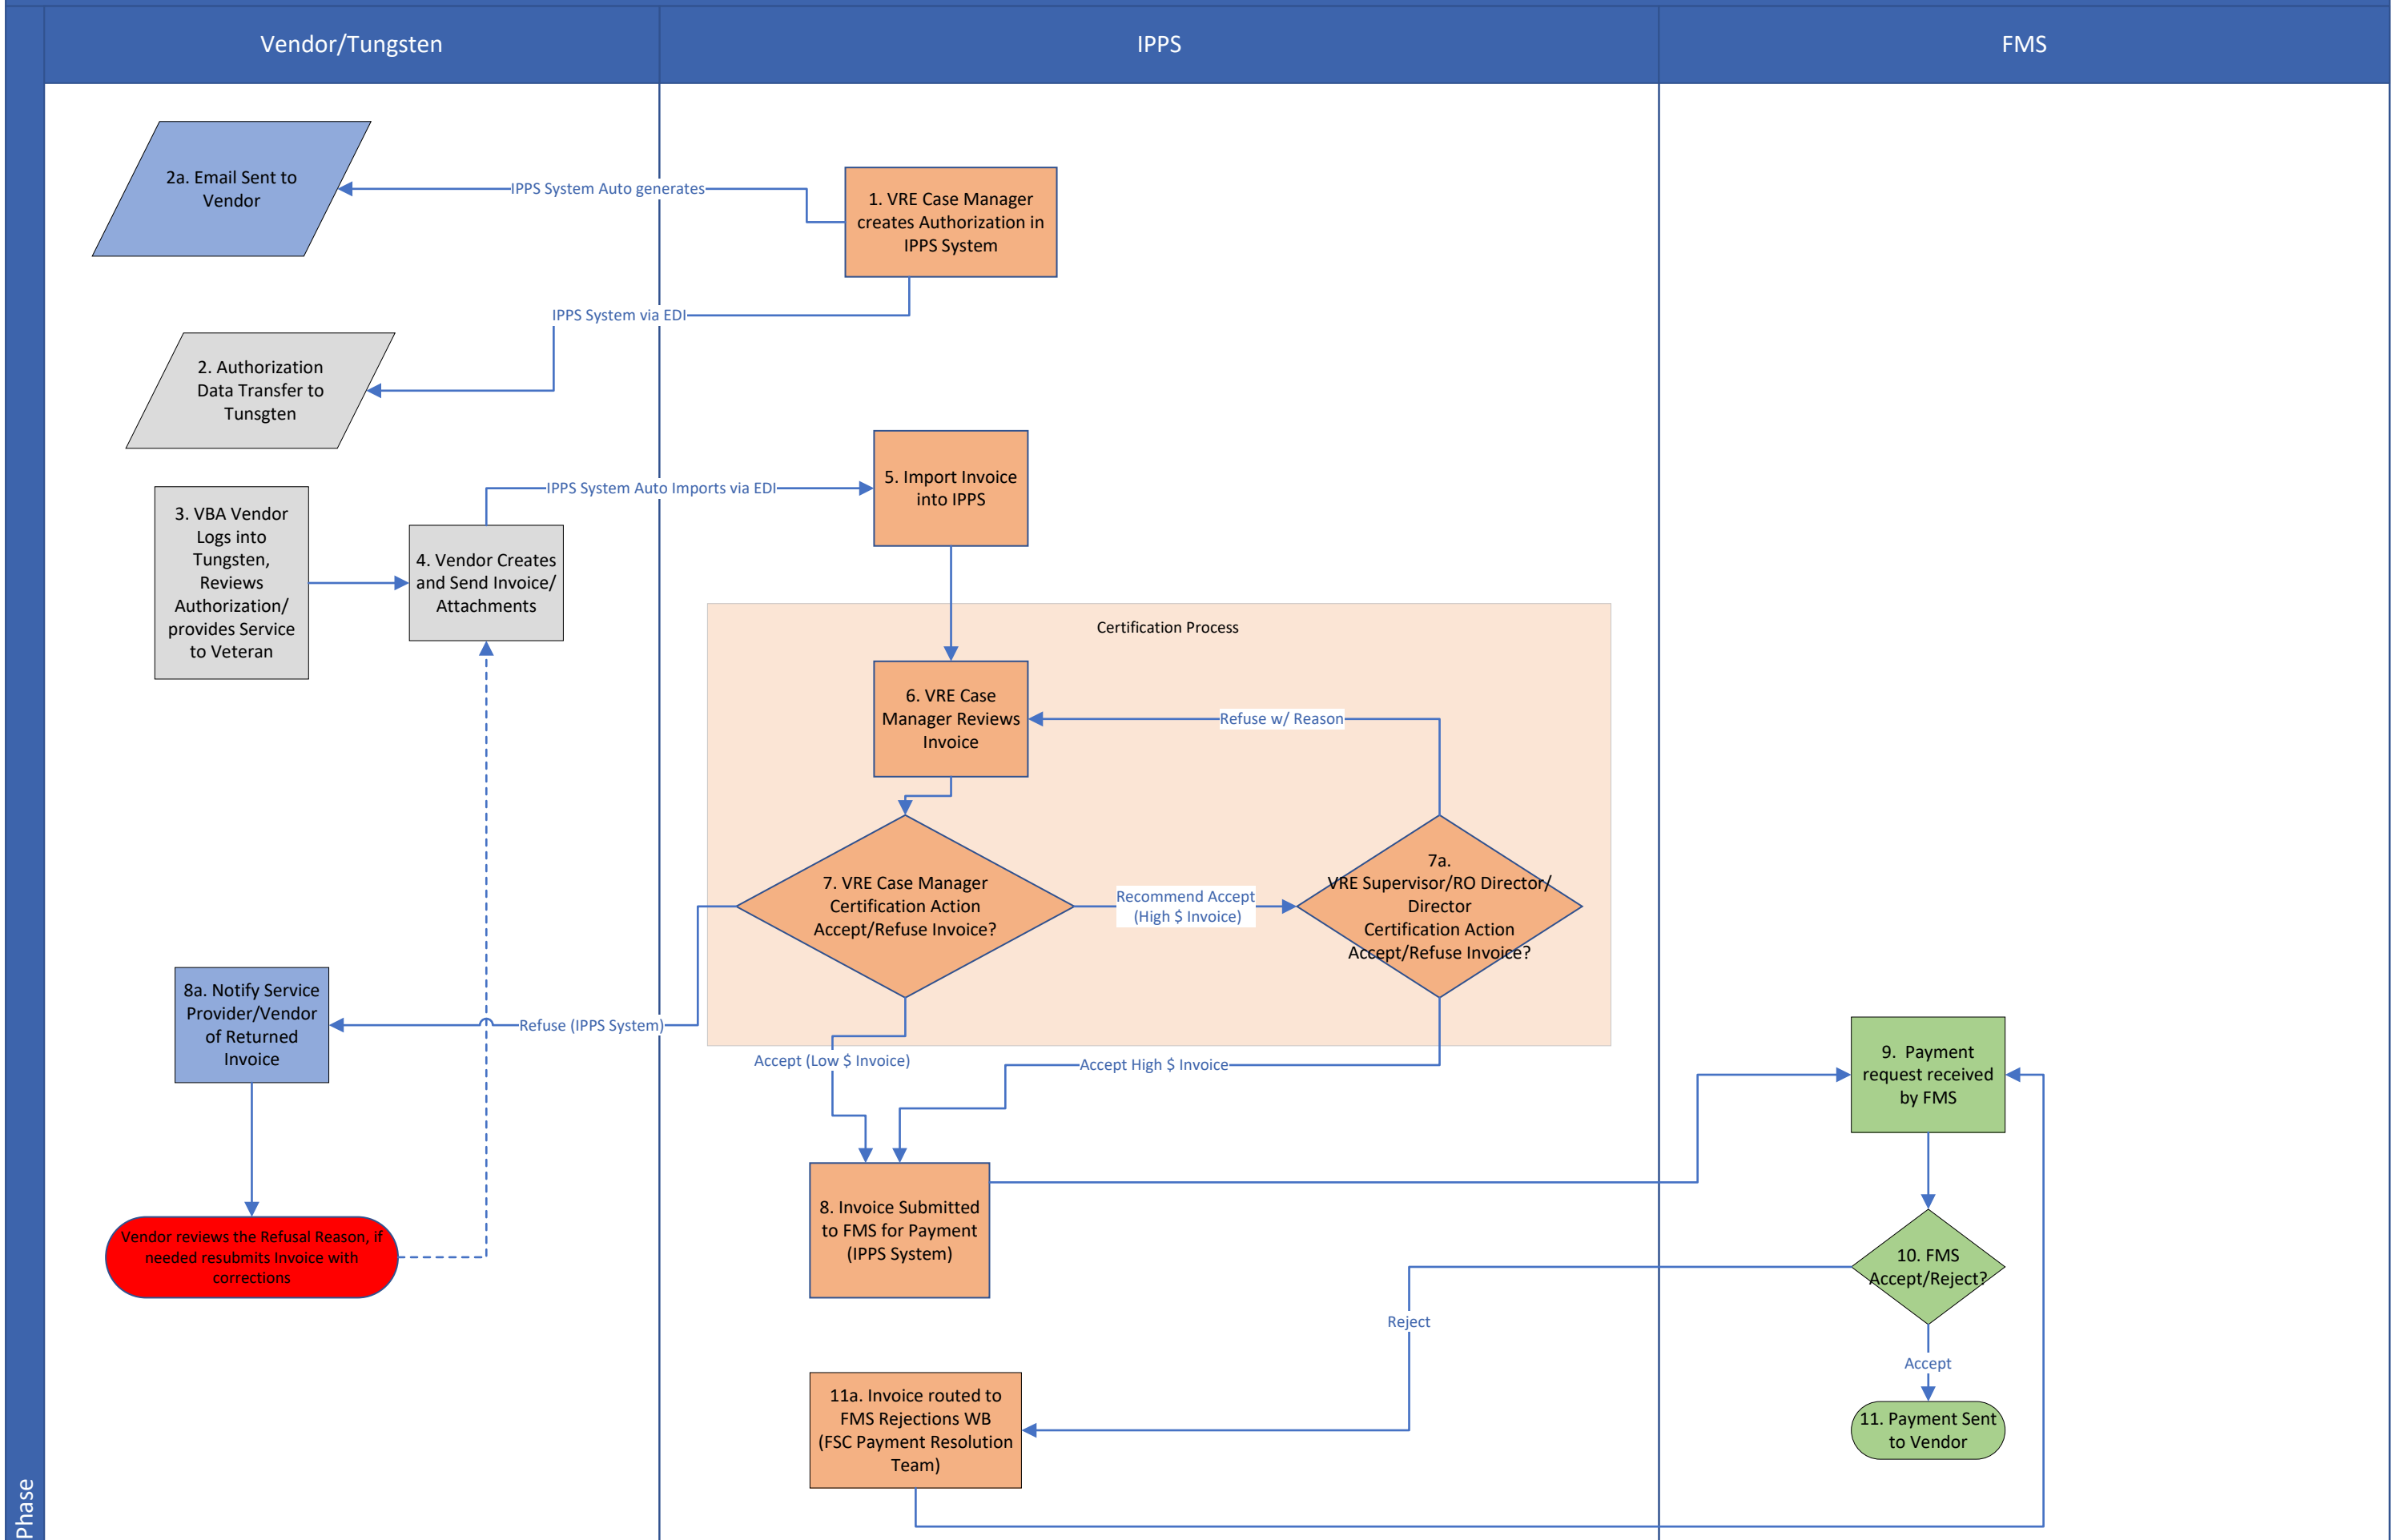 Vendor/Tungsten
IPPS
FMS
2a. Email Sent to
Vendor
IPPS System Auto generates
1. VRE Case Manager
creates Authorization in
IPPS System
IPPS System via EDI
2. Authorization
Data Transfer to
Tunsgten
3. VBA Vendor
Logs into
Tungsten,
Reviews
Authorization/
provides Service
to Veteran
4. Vendor Creates
and Send Invoice/
Attachments
IPPS System Auto Imports via EDI
5. Import Invoice
into IPPS
Certification Process
6. VRE Case
Manager Reviews
Invoice
Refuse w/ Reason
7. VRE Case Manager
Certification Action
Accept/Refuse Invoice?
Recommend Accept
(High $ Invoice)
7a.
VRE Supervisor/RO Director/
Director
Certification Action
Accept/Refuse Invoice?
8a. Notify Service
Provider/Vendor
of Returned
Invoice
Refuse (IPPS System)
Accept (Low $ Invoice)
Accept High $ Invoice
9. Payment
request received
by FMS
Vendor reviews the Refusal Reason, if
needed resubmits Invoice with
corrections
8. Invoice Submitted
to FMS for Payment
(IPPS System)
10. FMS
Accept/Reject?
Reject
Accept
11a. Invoice routed to
FMS Rejections WB
(FSC Payment Resolution
Team)
11. Payment Sent
to Vendor
Phase